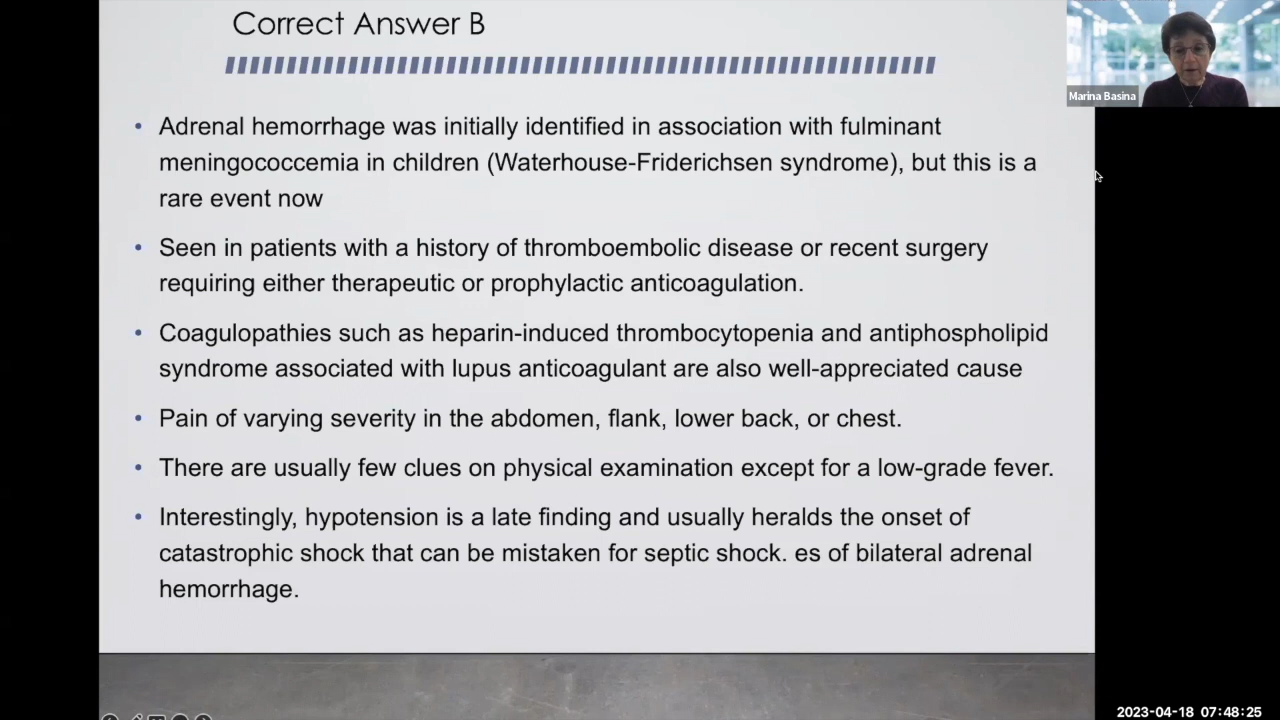 Correct Answer B
Marina Basina
• Adrenal hemorrhage was initially identified in association with fulminant
meningococcemia in children (Waterhouse-Friderichsen syndrome), but this is a
rare event now
• Seen in patients with a history of thromboembolic disease or recent surgery
requiring either therapeutic or prophylactic anticoagulation.
• Coagulopathies such as heparin-induced thrombocytopenia and antiphospholipid
syndrome associated with lupus anticoagulant are also well-appreciated cause
• Pain of varying severity in the abdomen, flank, lower back, or chest.
• There are usually few clues on physical examination except for a low-grade fever.
• Interestingly, hypotension is a late finding and usually heralds the onset of
catastrophic shock that can be mistaken for septic shock. es of bilateral adrenal
hemorrhage.
2023-04-18 07:48:25